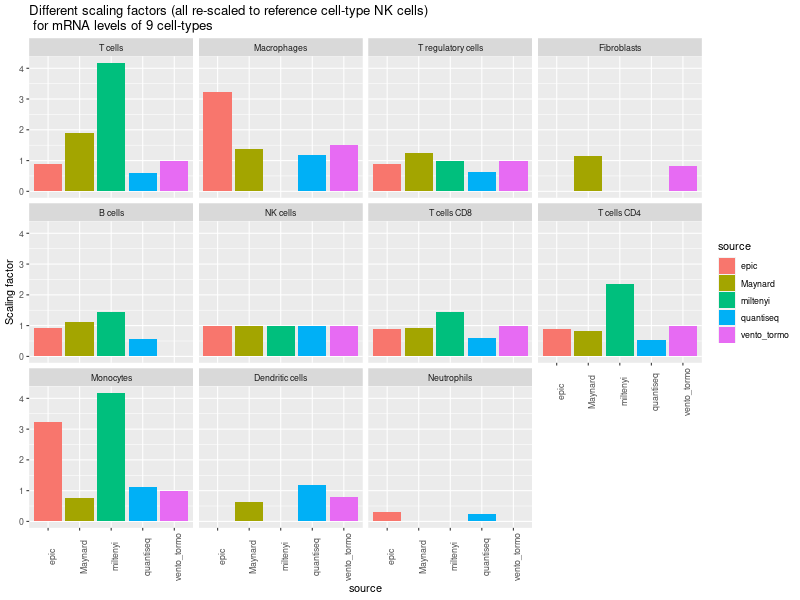 Different scaling factors (all re-scaled to reference cell-type NK cells)
for mRNA levels of 9 cell-types
T cells
Macrophages
T regulatory cells
Fibroblasts
4
3
2
1
0
B cells
NK cells
T cells CD8
T cells CD4
4
3
2
1
0
Monocytes
Dendritic cells
Neutrophils
4
3
2
1
0
epic
Maynard
miltenyi
quantiseq
vento_tormo
epic
Maynard
miltenyi
quantiseq
vento_tormo
epic
Maynard
miltenyi
quantiseq
vento_tormo
epic
Maynard
miltenyi
quantiseq
vento_tormo
source
Scaling factor
source
epic
Maynard
miltenyi
quantiseq
vento_tormo